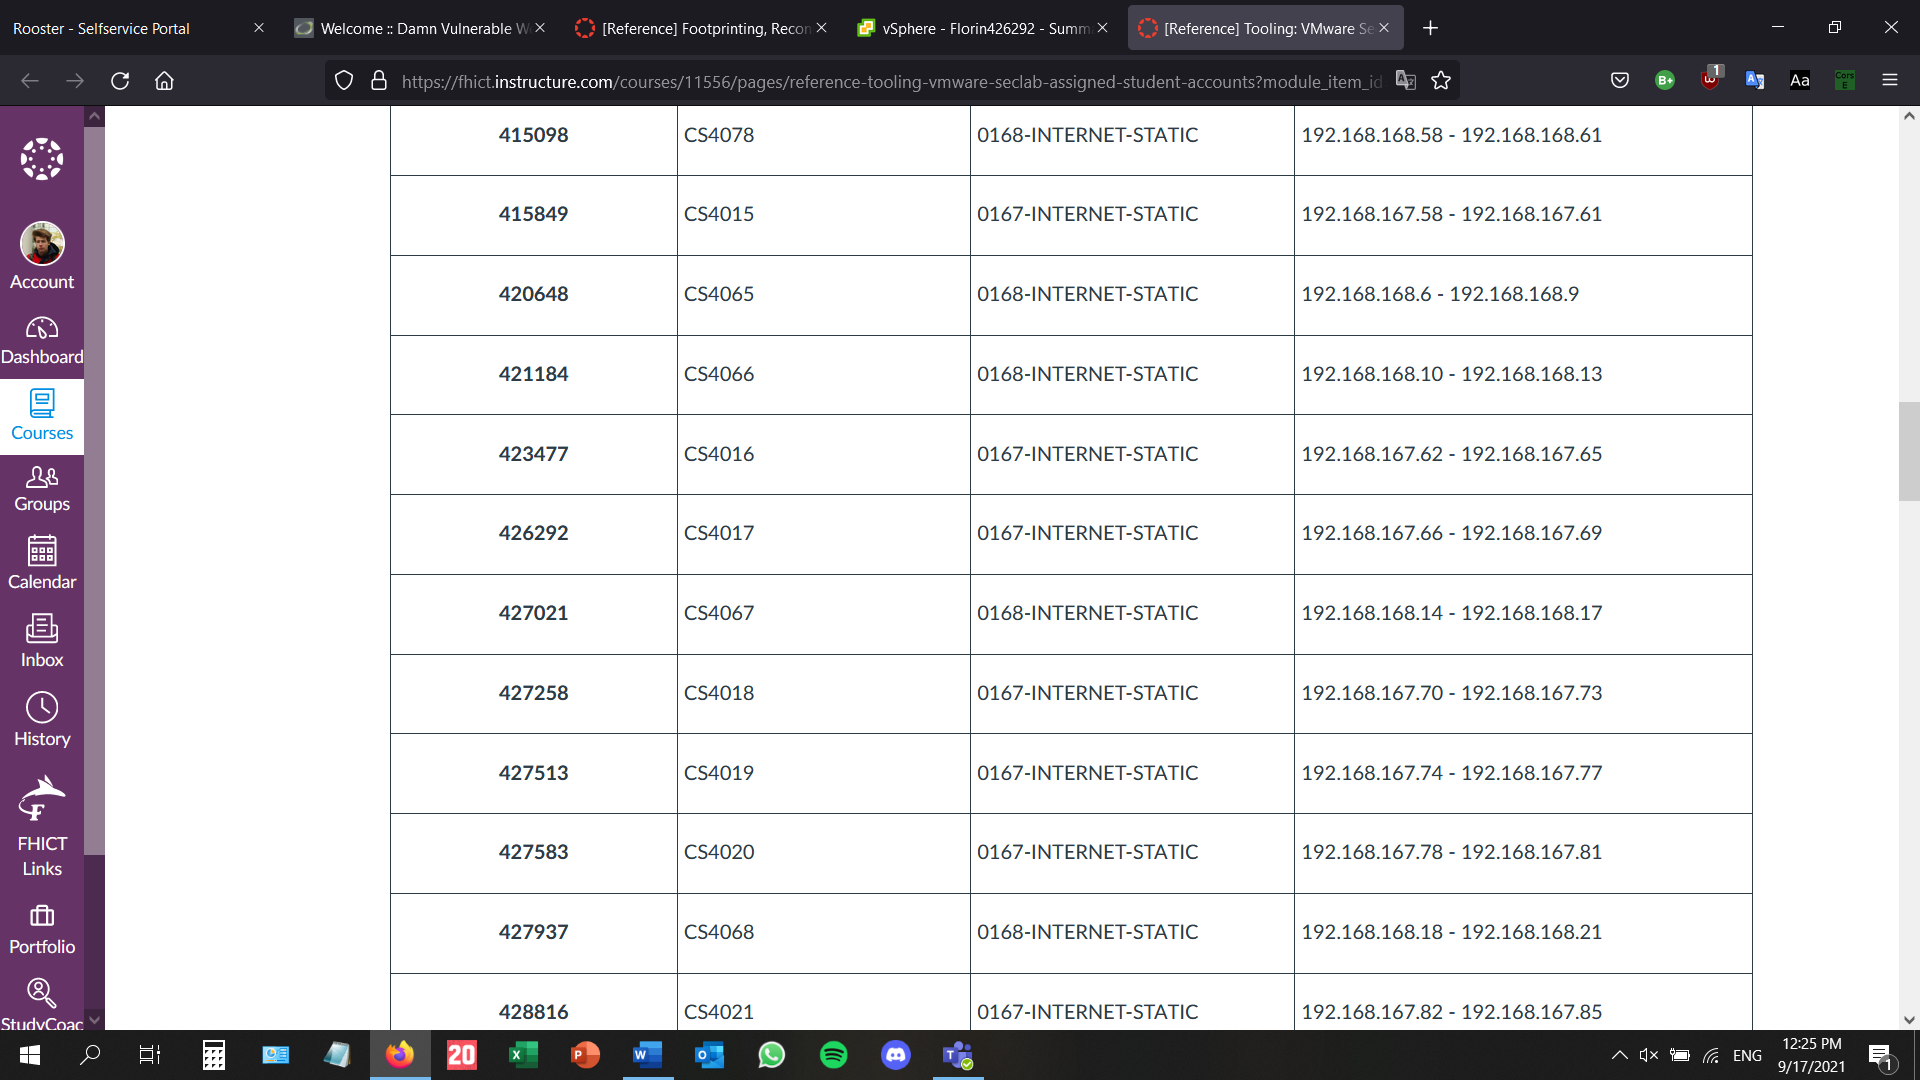 Rooster - Selfservice Portal
Welcome :: Damn Vulnerable W
[Reference] Footprinting, Recon
vSphere - Florin426292 - Summ
[Reference] Tooling: VMware Se
https://fhict.instructure.com/courses/11556/pages/reference-tooling-vmware-seclab-assigned-student-accounts?module_item_id
B+
1
Aa
Cors
E
Account
Dashboard
Courses
Groups
Calendar
Inbox
History
FHICT
Links
Portfolio
StudyCoac
415098 CS4078 0168-INTERNET-STATIC 192.168.168.58 - 192.168.168.61
415849 CS4015 0167-INTERNET-STATIC 192.168.167.58 - 192.168.167.61
420648 CS4065 0168-INTERNET-STATIC 192.168.168.6 - 192.168.168.9
421184 CS4066 0168-INTERNET-STATIC 192.168.168.10 - 192.168.168.13
423477 CS4016 0167-INTERNET-STATIC 192.168.167.62 - 192.168.167.65
426292 CS4017 0167-INTERNET-STATIC 192.168.167.66 - 192.168.167.69
427021 CS4067 0168-INTERNET-STATIC 192.168.168.14 - 192.168.168.17
427258 CS4018 0167-INTERNET-STATIC 192.168.167.70 - 192.168.167.73
427513 CS4019 0167-INTERNET-STATIC 192.168.167.74 - 192.168.167.77
427583 CS4020 0167-INTERNET-STATIC 192.168.167.78 - 192.168.167.81
427937 CS4068 0168-INTERNET-STATIC 192.168.168.18 - 192.168.168.21
428816 CS4021 0167-INTERNET-STATIC 192.168.167.82 - 192.168.167.85
20
ENG
12:25 PM
9/17/2021
1